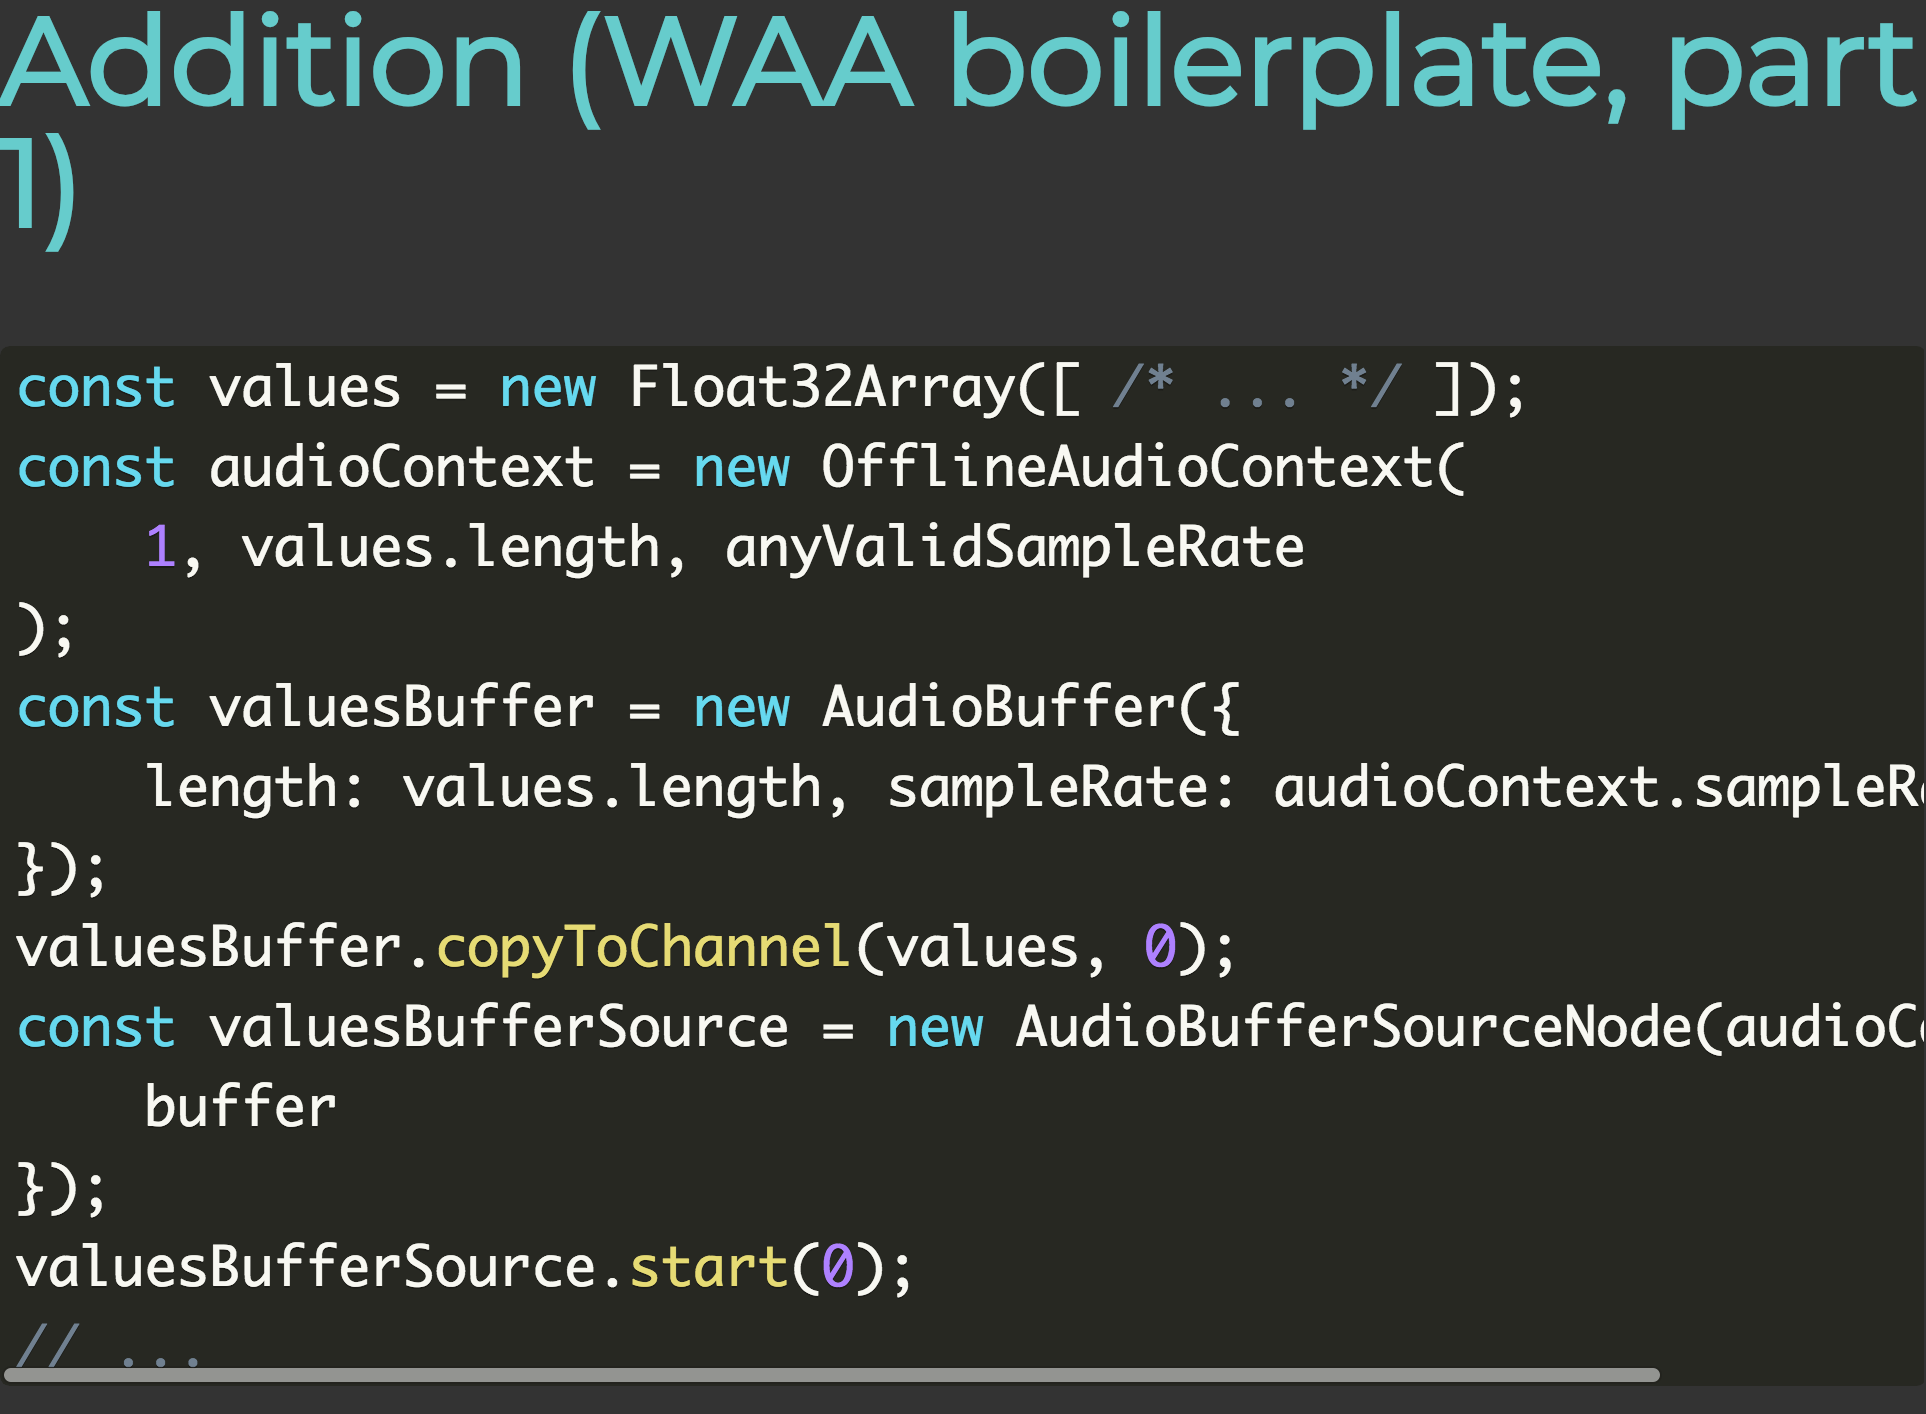 Addition (WAA boilerplate, part
1)
const values = new Float32Array([ /* ... */ ]);
const audioContext = new OfflineAudioContext(
    1, values.length, anyValidSampleRate
);
const valuesBuffer = new AudioBuffer({
    length: values.length, sampleRate: audioContext.sampleR
});
valuesBuffer.copyToChannel(values, 0);
const valuesBufferSource = new AudioBufferSourceNode(audioC
    buffer
});
valuesBufferSource.start(0);
// ...